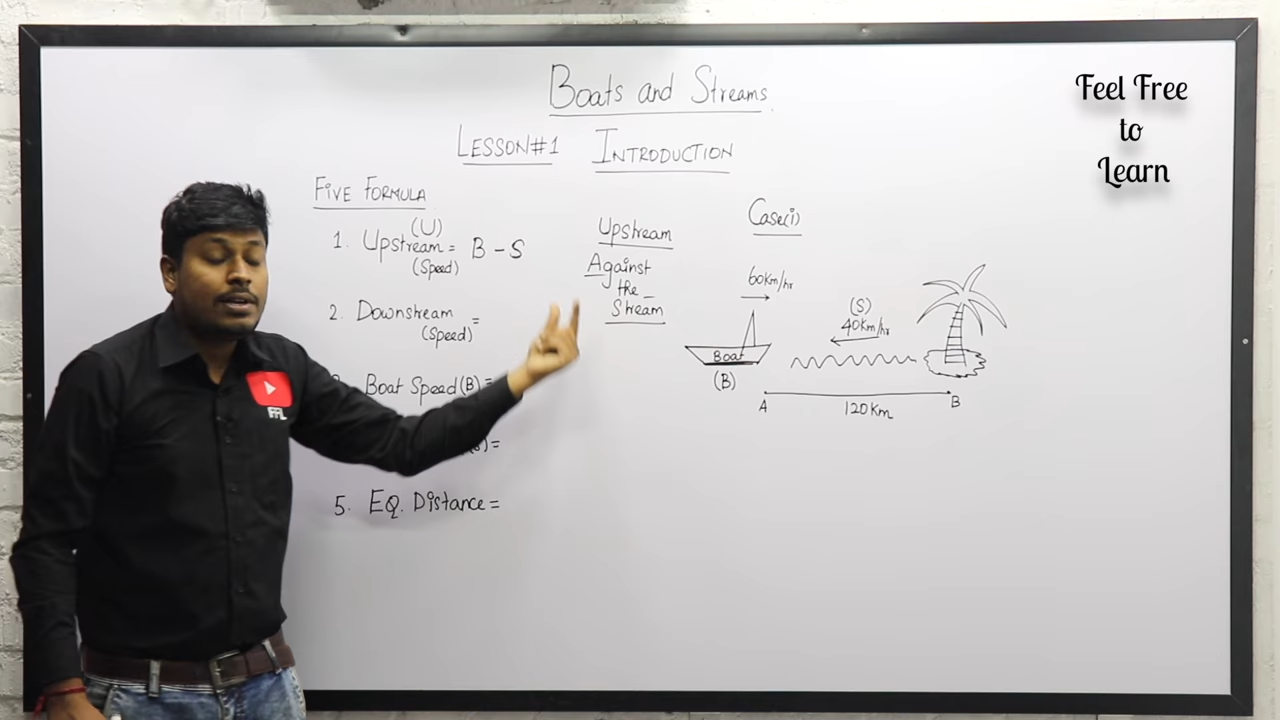 Boats and Streams.
LESSON#1 INTRODUCTION
Feel Free
to
Learn
FIVE FORMULA
(U)
1. Upstream = B - S
(Speed)
2. Downstream =
(Speed)
Boat Speed(B) =
=
5. EQ. Distance =
Upstream
Against
the
Stream
Case(i)
60km/hr
(S)
40km/hr
Boat
(B)
A
120km
B
FFL